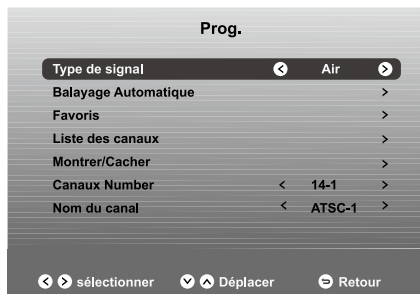 Prog.
Type de signal < Air >
Balayage Automatique >
Favoris >
Liste des canaux >
Montrer/Cacher >
Canaux Number < 14-1 >
Nom du canal < ATSC-1 >
sélectionner Déplacer Retour